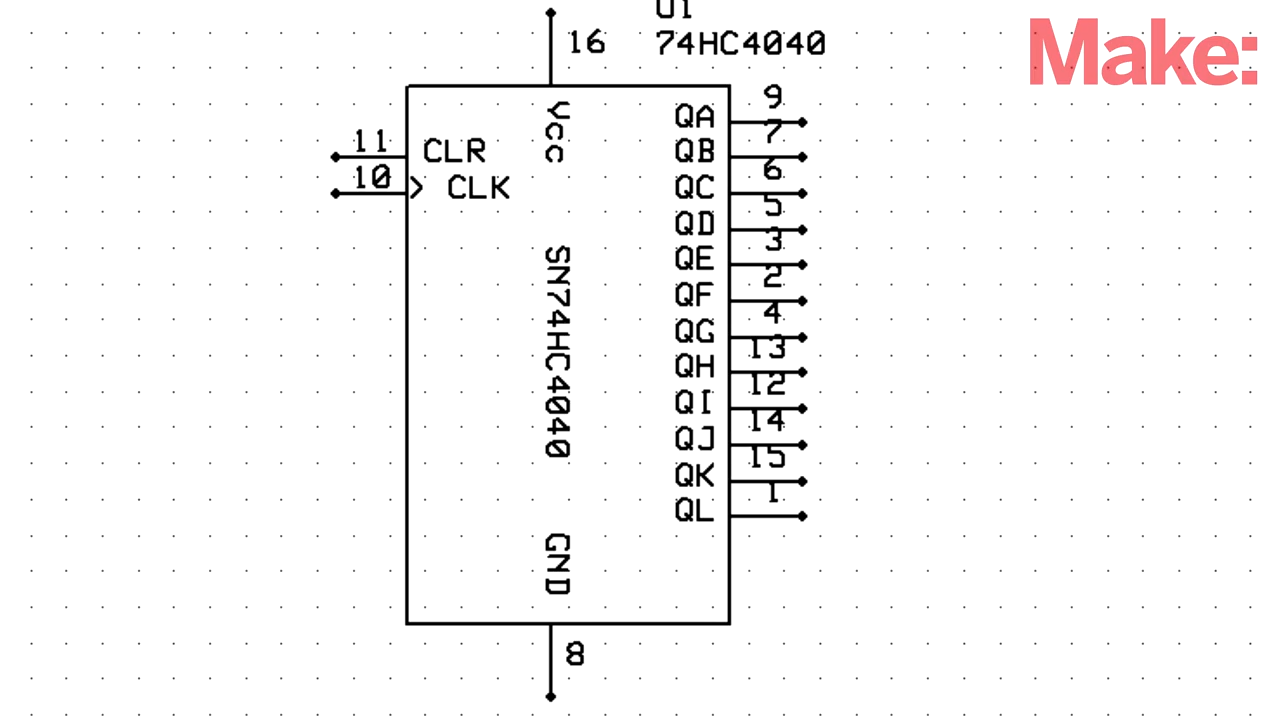 U1
74HC4040
Make:
16
Vcc
11 CLR
10 CLK
SN74HC4040
GND
8
QA 9
QB 7
QC 6
QD 5
QE 3
QF 2
QG 4
QH 13
QI 12
QJ 14
QK 15
QL 1